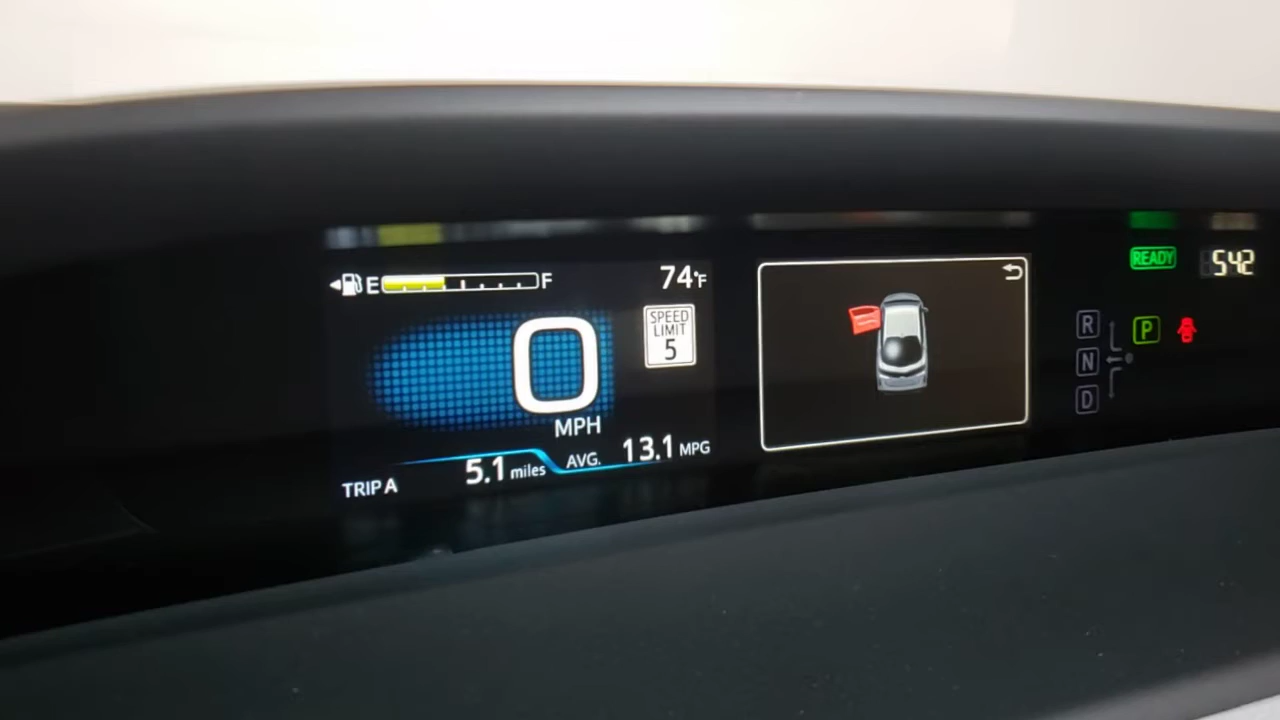 E F
74°F
SPEED
LIMIT
5
0
MPH
TRIP A 5.1 miles AVG. 13.1 MPG
READY
5:42
R
N
D
P